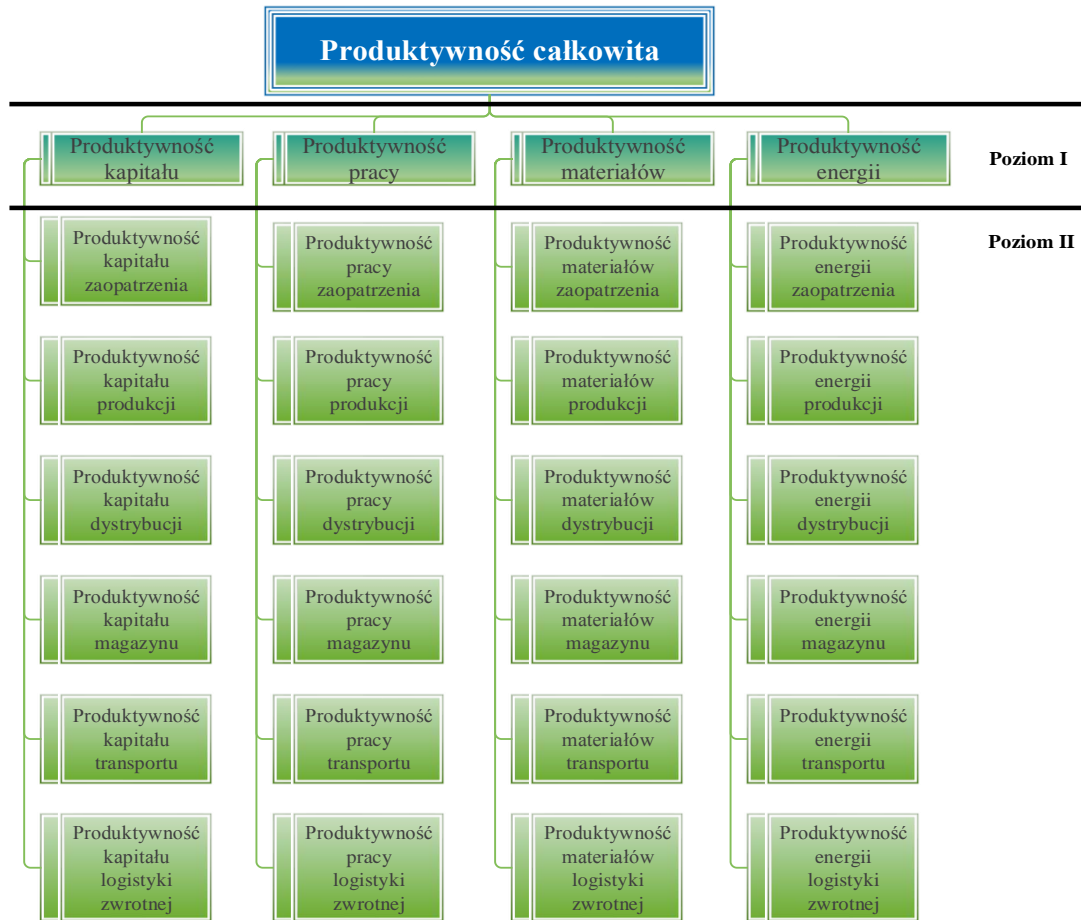 Produktywność całkowita
Produktywność
kapitału
Produktywność
pracy
Produktywność
materiałów
Produktywność
energii
Poziom I
Poziom II
Produktywność
kapitału
zaopatrzenia
Produktywność
pracy
zaopatrzenia
Produktywność
materiałów
zaopatrzenia
Produktywność
energii
zaopatrzenia
Produktywność
kapitału
produkcji
Produktywność
pracy
produkcji
Produktywność
materiałów
produkcji
Produktywność
energii
produkcji
Produktywność
kapitału
dystrybucji
Produktywność
pracy
dystrybucji
Produktywność
materiałów
dystrybucji
Produktywność
energii
dystrybucji
Produktywność
kapitału
magazynu
Produktywność
pracy
magazynu
Produktywność
materiałów
magazynu
Produktywność
energii
magazynu
Produktywność
kapitału
transportu
Produktywność
pracy
transportu
Produktywność
materiałów
transportu
Produktywność
energii
transportu
Produktywność
kapitału
logistyki
zwrotnej
Produktywność
pracy
logistyki
zwrotnej
Produktywność
materiałów
logistyki
zwrotnej
Produktywność
energii
logistyki
zwrotnej